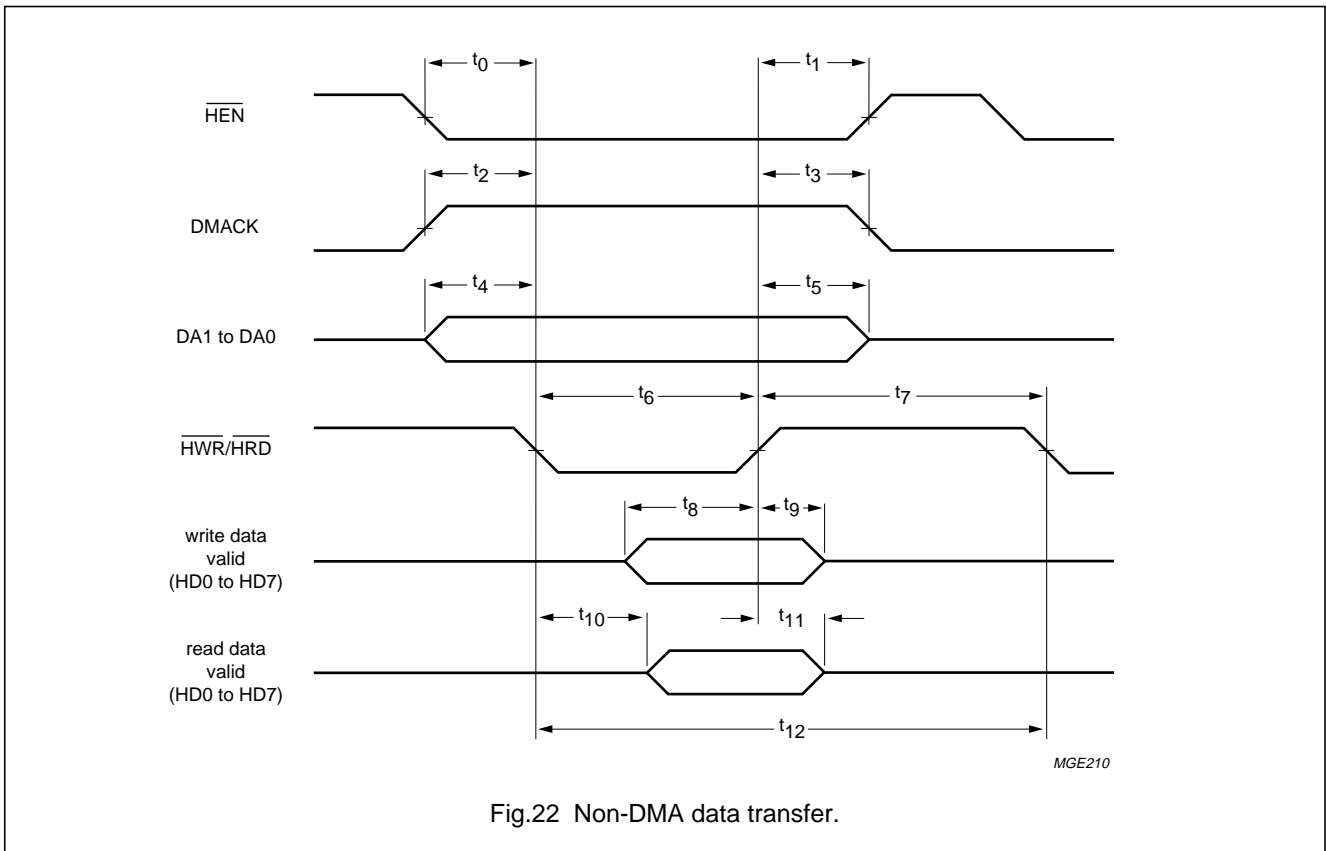 t0
t1
HEN
t2
t3
DMACK
t4
t5
DA1 to DA0
t6
t7
HWR/HRD
t8
t9
write data
valid
(HD0 to HD7)
t10
t11
read data
valid
(HD0 to HD7)
t12
MGE210
Fig.22 Non-DMA data transfer.